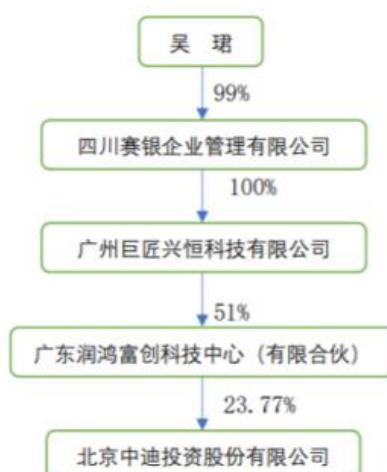 吴 珺
99%
四川赛银企业管理有限公司
100%
广州巨匠兴恒科技有限公司
51%
广东润鸿富创科技中心（有限合伙）
23.77%
北京中迪投资股份有限公司